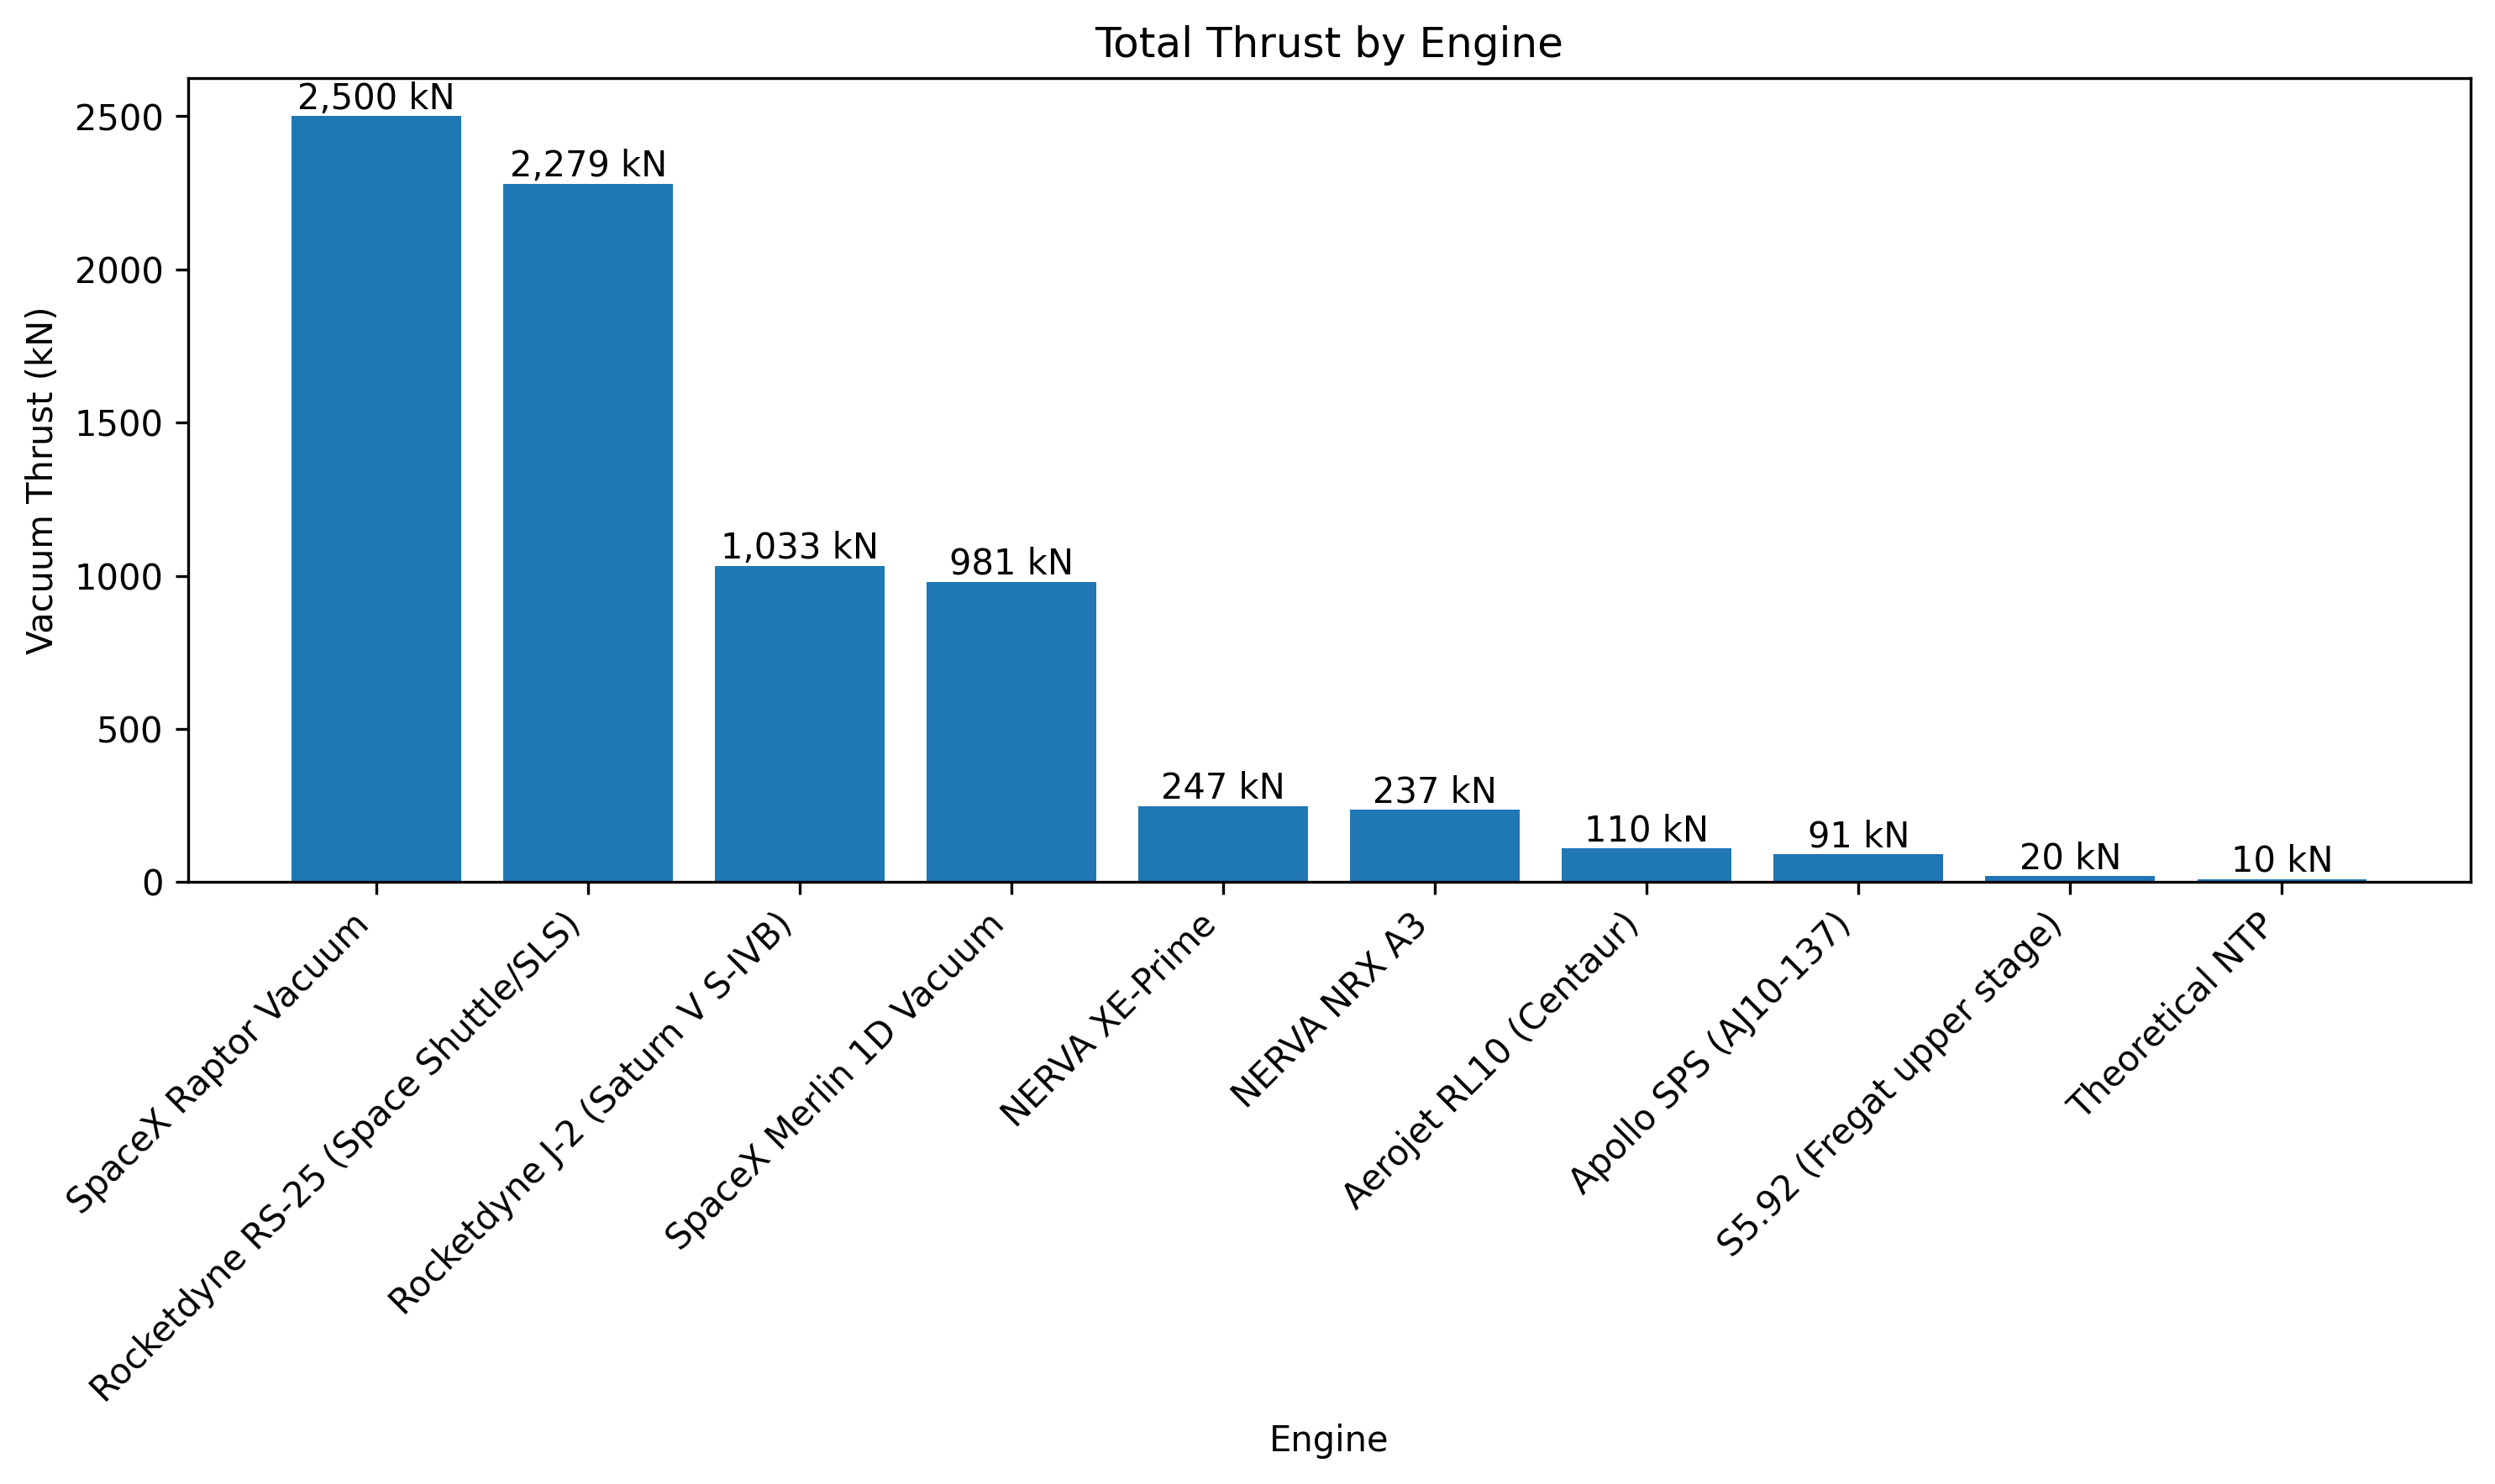 Total Thrust by Engine
Vacuum Thrust (kN)
2500
2000
1500
1000
500
0
2,500 kN
2,279 kN
1,033 kN
981 kN
247 kN
237 kN
110 kN
91 kN
20 kN
10 kN
SpaceX Raptor Vacuum
Rocketdyne RS-25 (Space Shuttle/SLS)
Rocketdyne J-2 (Saturn V S-IVB)
SpaceX Merlin 1D Vacuum
NERVA XE-Prime
NERVA NRX A3
Aerojet RL10 (Centaur)
Apollo SPS (AJ10-137)
S5.92 (Fregat upper stage)
Theoretical NTP
Engine